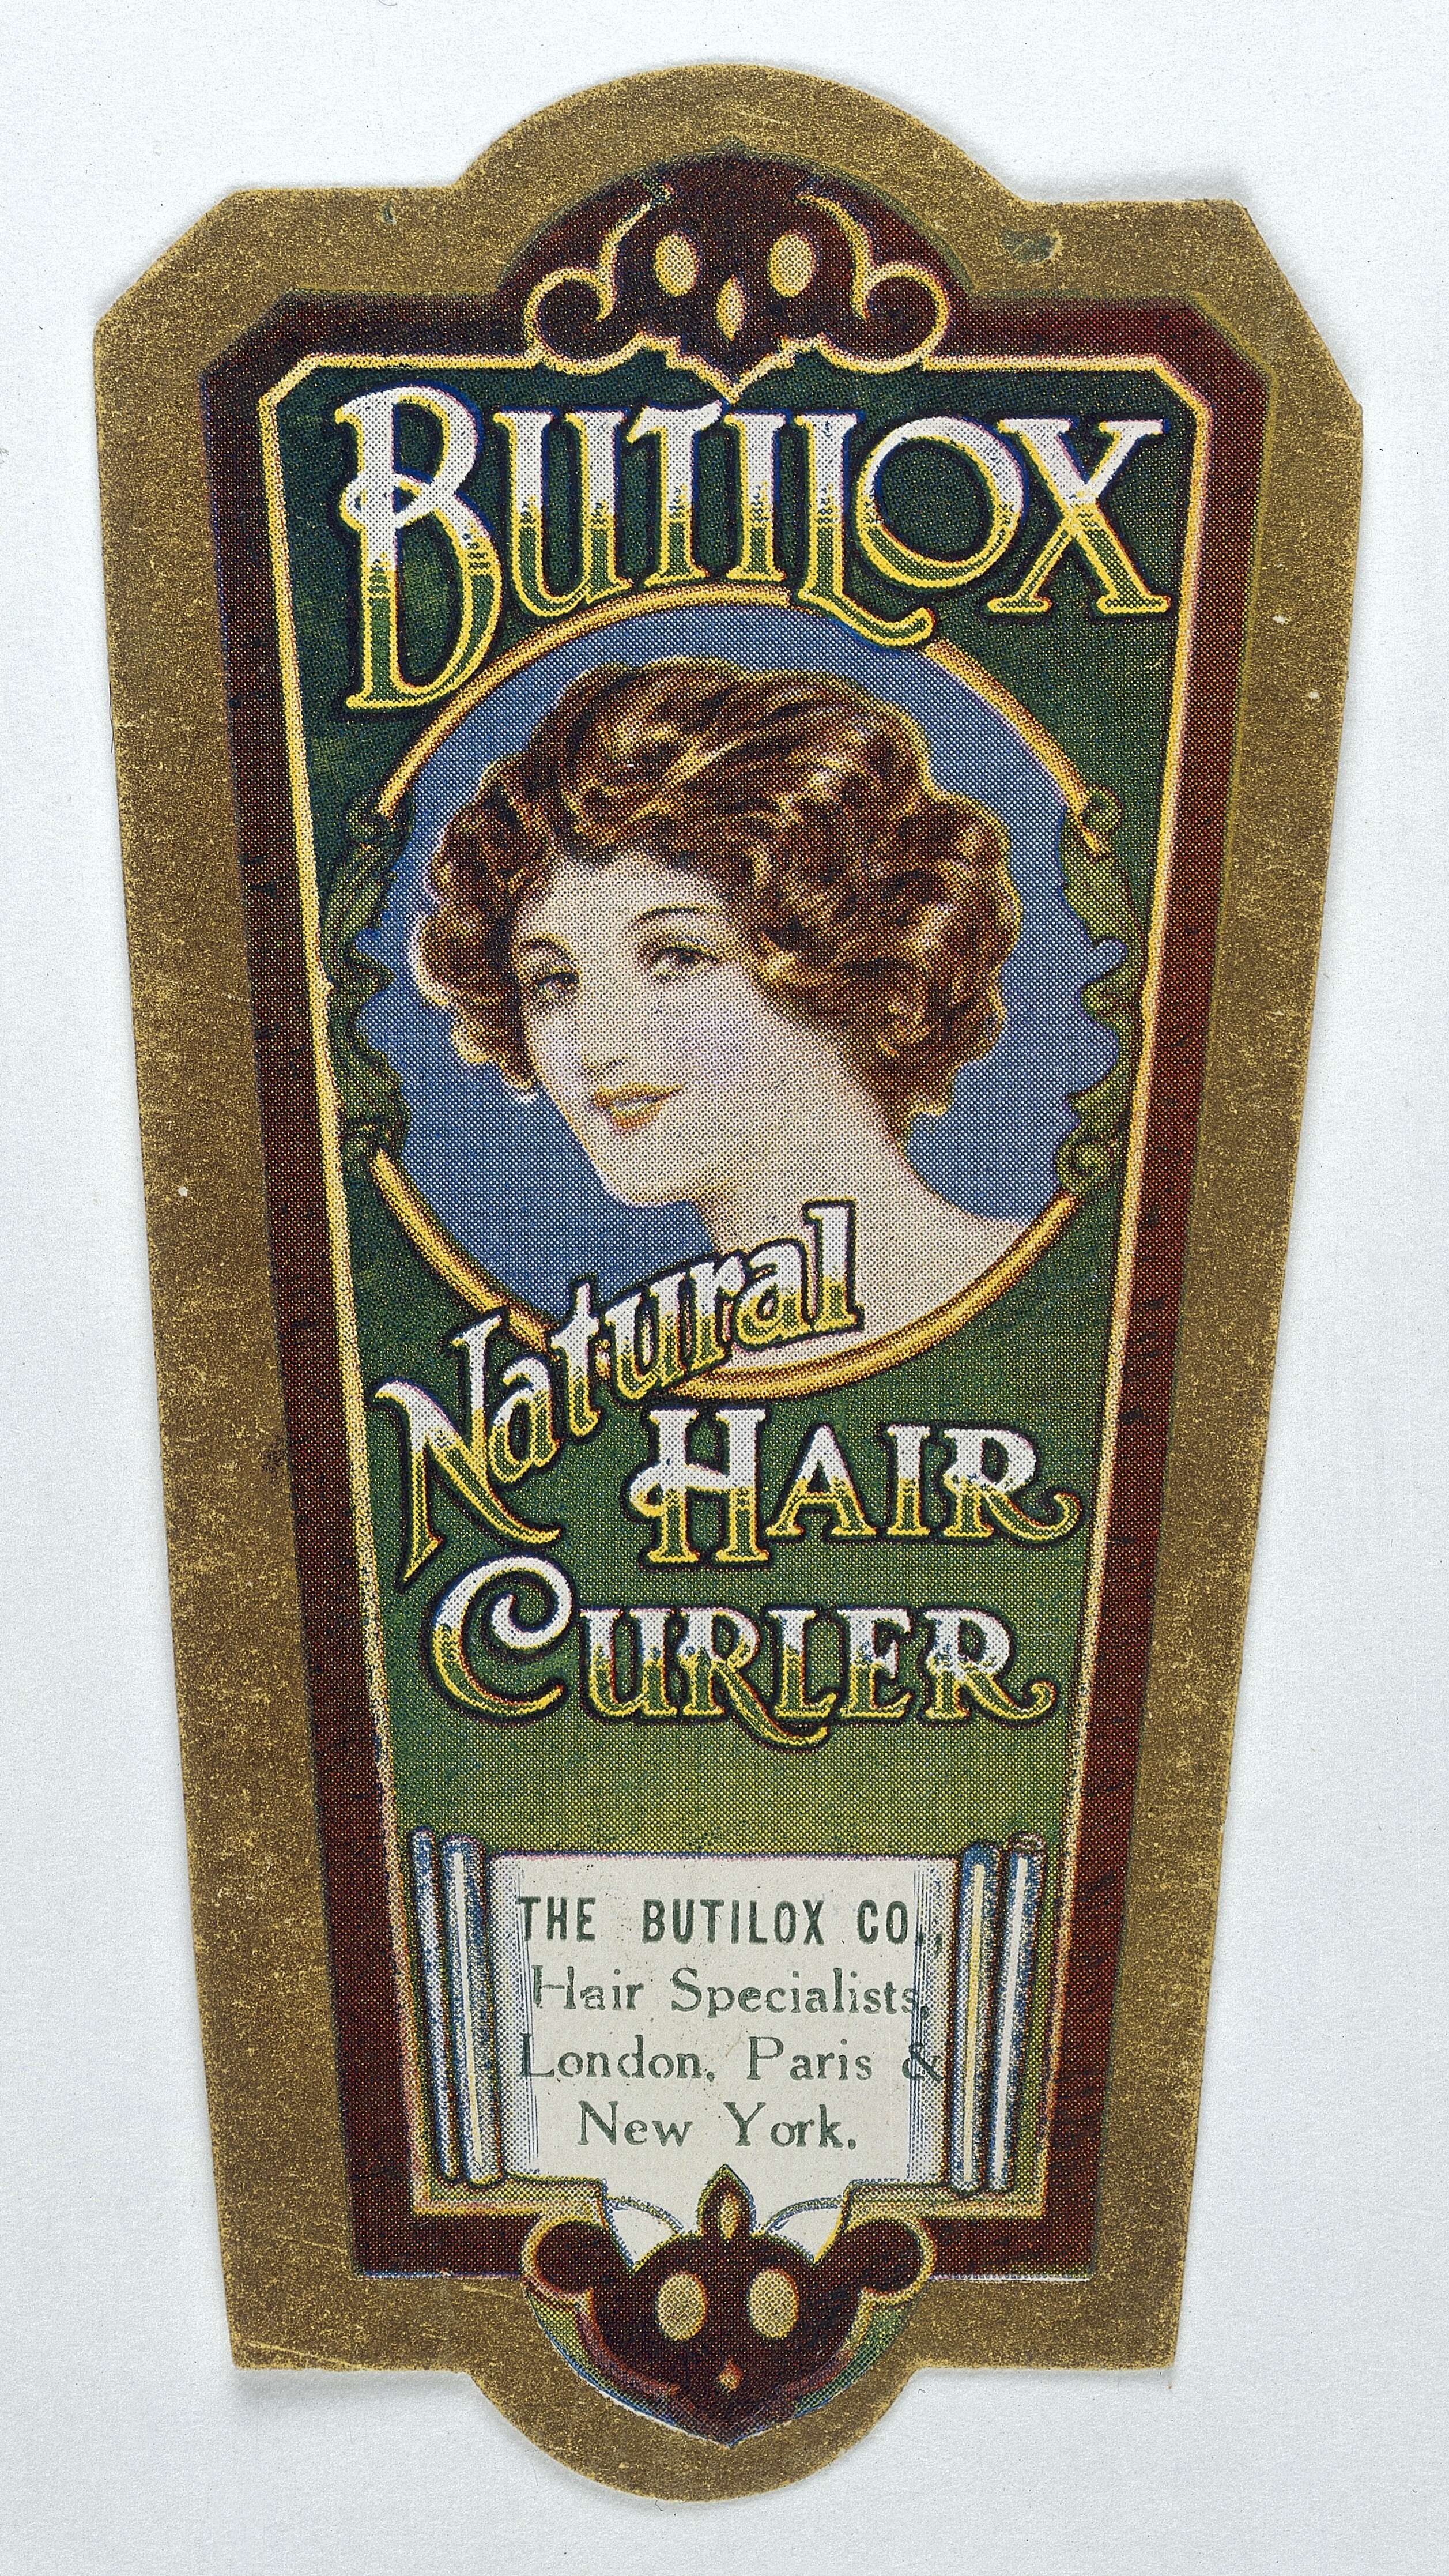 BUTILOX
Natural
HAIR
CURLER
THE BUTILOX CO.,
Hair Specialists,
London, Paris &
New York.